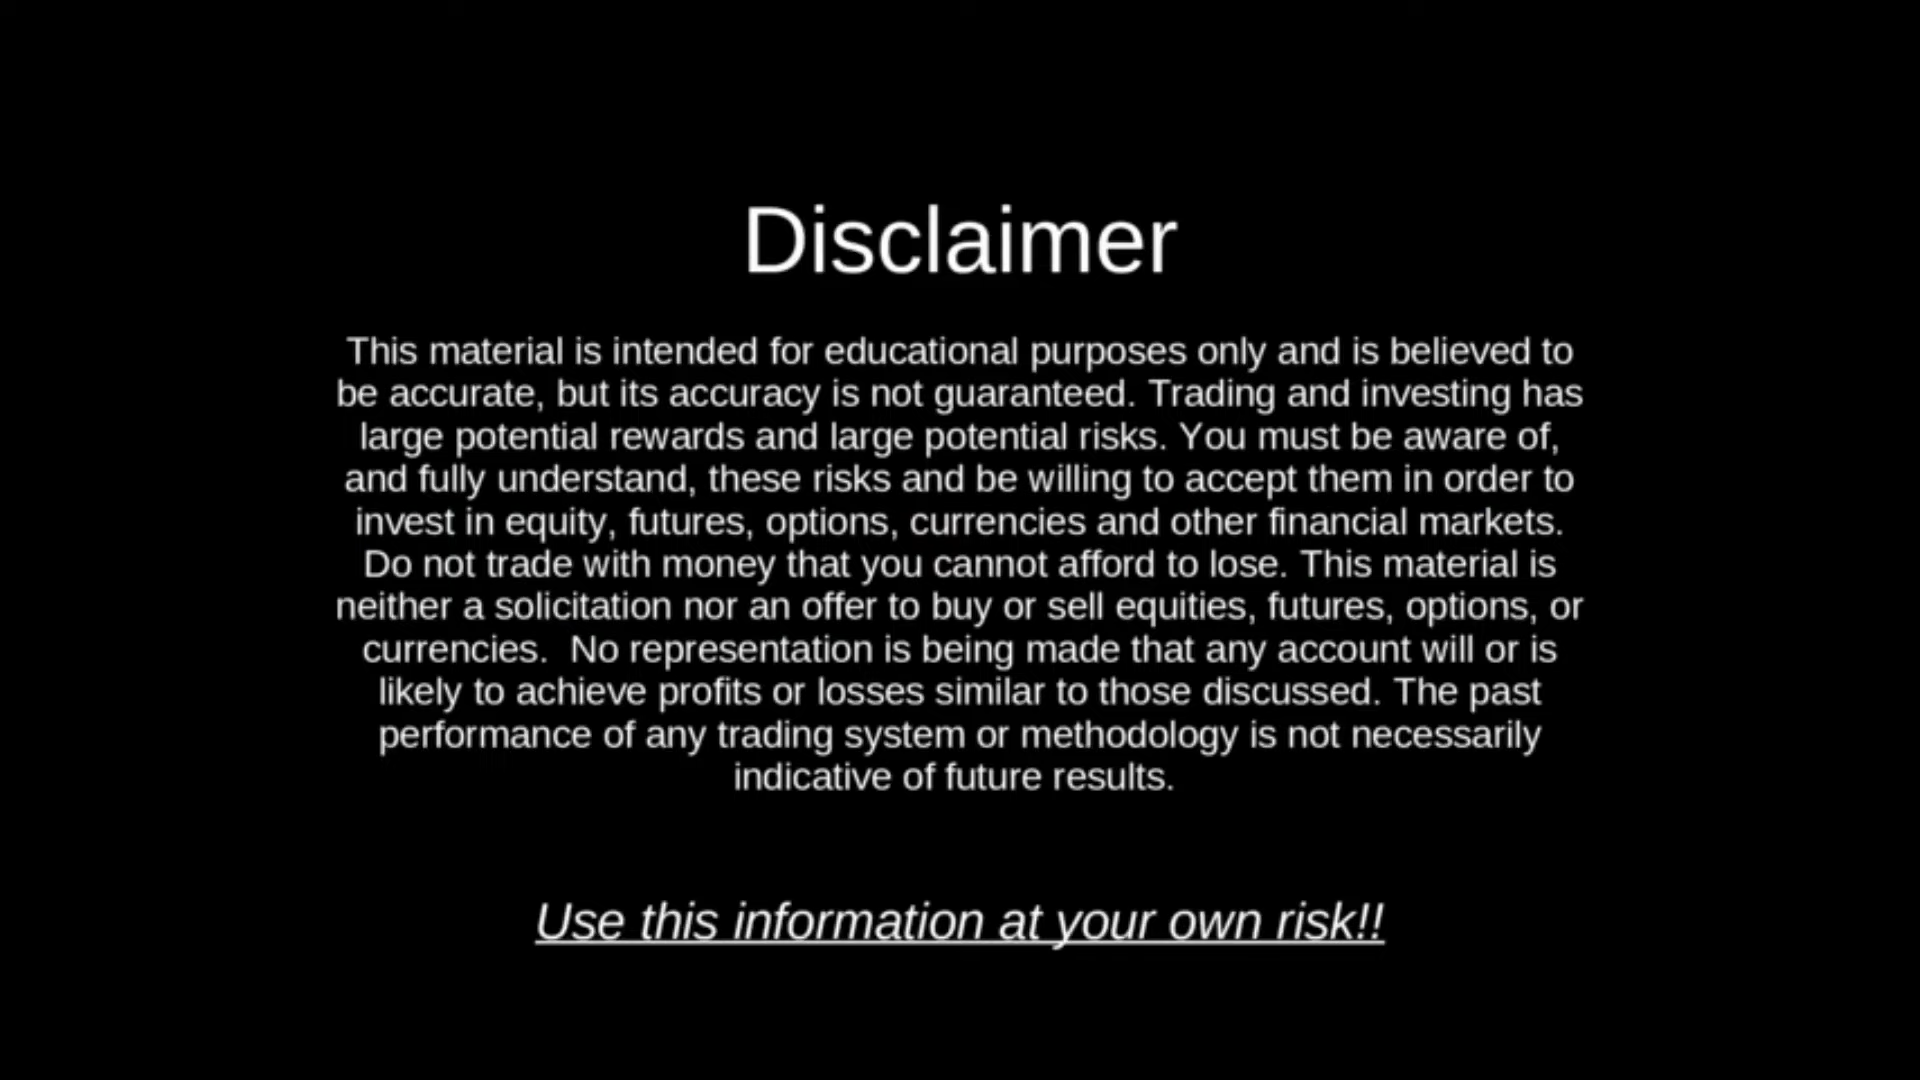 Disclaimer
This material is intended for educational purposes only and is believed to
be accurate, but its accuracy is not guaranteed. Trading and investing has
large potential rewards and large potential risks. You must be aware of,
and fully understand, these risks and be willing to accept them in order to
invest in equity, futures, options, currencies and other financial markets.
Do not trade with money that you cannot afford to lose. This material is
neither a solicitation nor an offer to buy or sell equities, futures, options, or
currencies.  No representation is being made that any account will or is
likely to achieve profits or losses similar to those discussed. The past
performance of any trading system or methodology is not necessarily
indicative of future results.
Use this information at your own risk!!